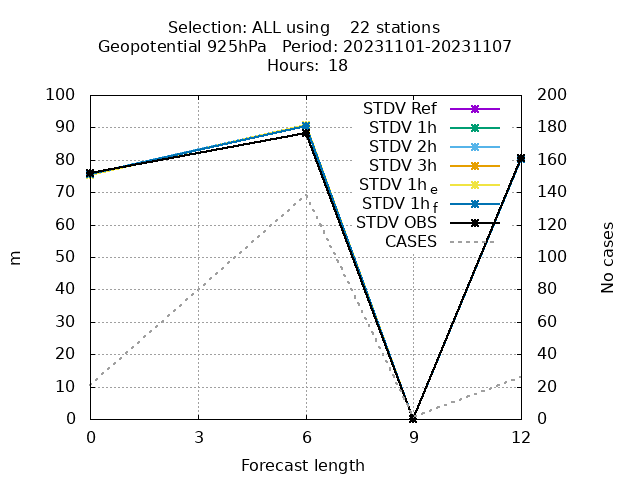 Selection: ALL using 22 stations
Geopotential 925hPa Period: 20231101-20231107
Hours: 18
100
90
80
70
60
50
40
30
20
10
0
m
STDV Ref
STDV 1h
STDV 2h
STDV 3h
STDV 1h e
STDV 1h f
STDV OBS
CASES
200
180
160
140
120
100
80
60
40
20
0
No cases
0 3 6 9 12
Forecast length